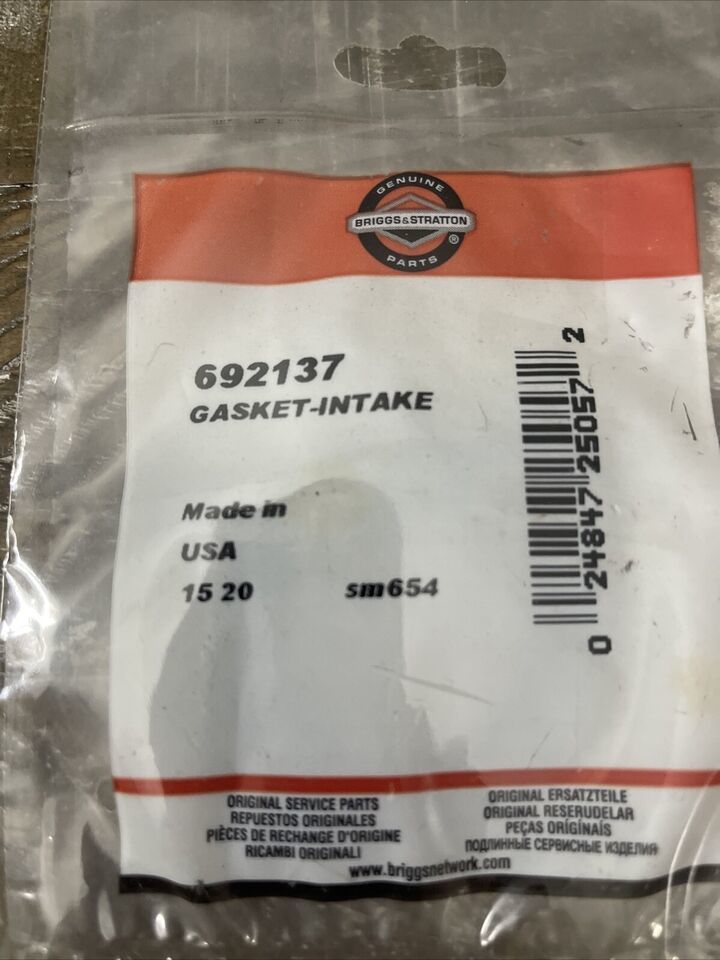 GENUINE
BRIGGS & STRATTON
®
PARTS
692137
GASKET-INTAKE
Made in
USA
15 20 sm654
0 24847 25057 2
ORIGINAL SERVICE PARTS
REPUESTOS ORIGINALES
PIÈCES DE RECHANGE D'ORIGINE
RICAMBI ORIGINALI
ORIGINAL ERSATZTEILE
ORIGINAL RESERUDELAR
PEÇAS ORIGÍNAIS
ПОДЛИННЫЕ СЕРВИСНЫЕ ИЗДЕЛИЯ
www.briggsnetwork.com